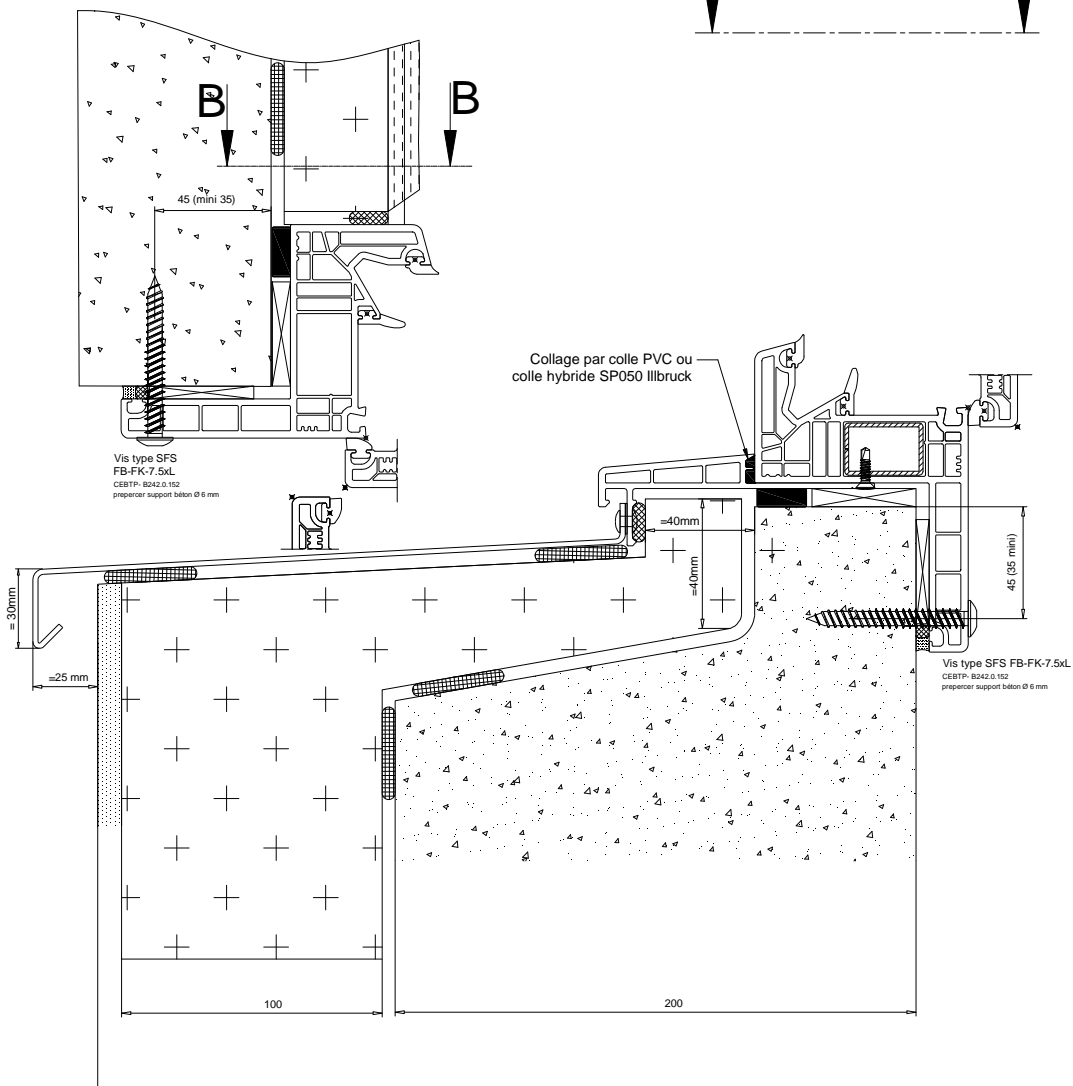 B
B
45 (mini 35)
Collage par colle PVC ou
colle hybride SP050 Illbruck
Vis type SFS
FB-FK-7.5xL
CEBTP- B242.0.152
prepercer support béton Ø 6 mm
=40mm
=40mm
45 (35 mini)
= 30mm
=25 mm
Vis type SFS FB-FK-7.5xL
CEBTP- B242.0.152
prepercer support béton Ø 6 mm
100
200